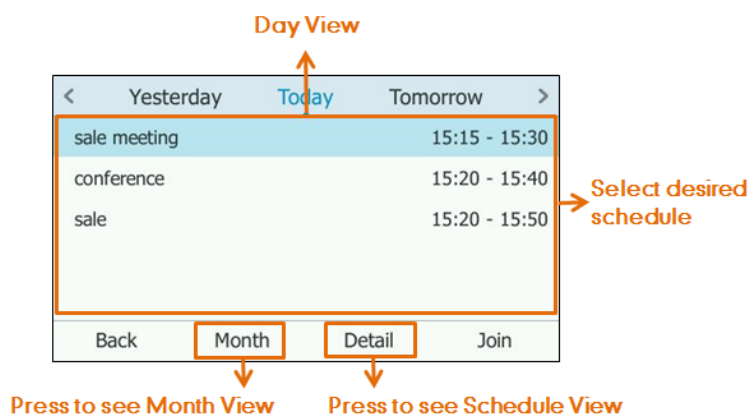 Day View
< Yesterday Today Tomorrow >
sale meeting 15:15 - 15:30
conference 15:20 - 15:40
sale 15:20 - 15:50
Select desired
schedule
Back Month Detail Join
Press to see Month View Press to see Schedule View